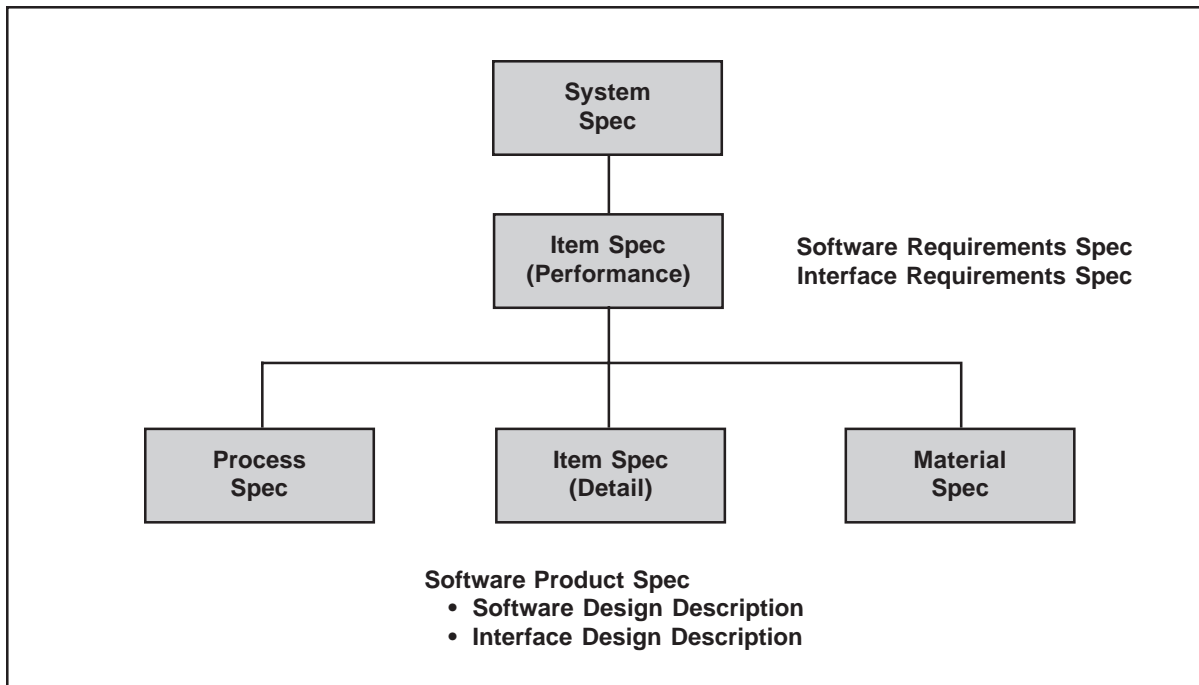 System
Spec
Item Spec
(Performance)
Software Requirements Spec
Interface Requirements Spec
Process
Spec
Item Spec
(Detail)
Material
Spec
Software Product Spec
• Software Design Description
• Interface Design Description